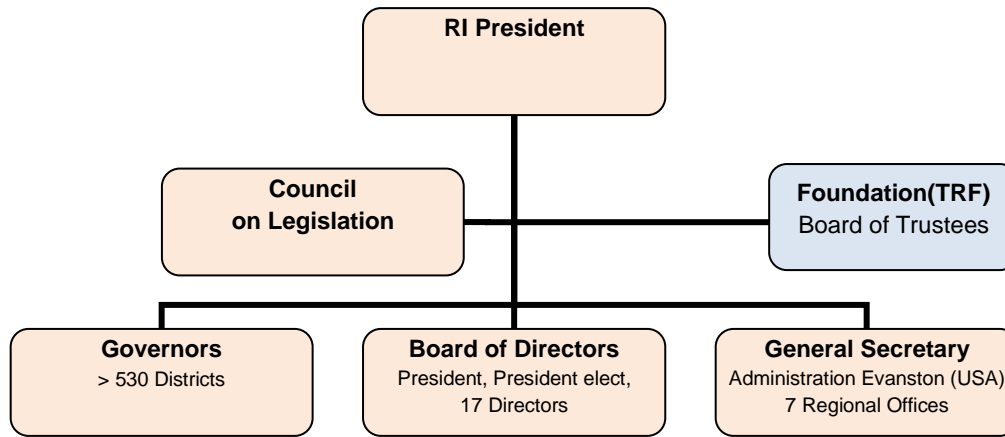 RI President
Council
on Legislation
Foundation(TRF)
Board of Trustees
Governors
> 530 Districts
Board of Directors
President, President elect,
17 Directors
General Secretary
Administration Evanston (USA)
7 Regional Offices